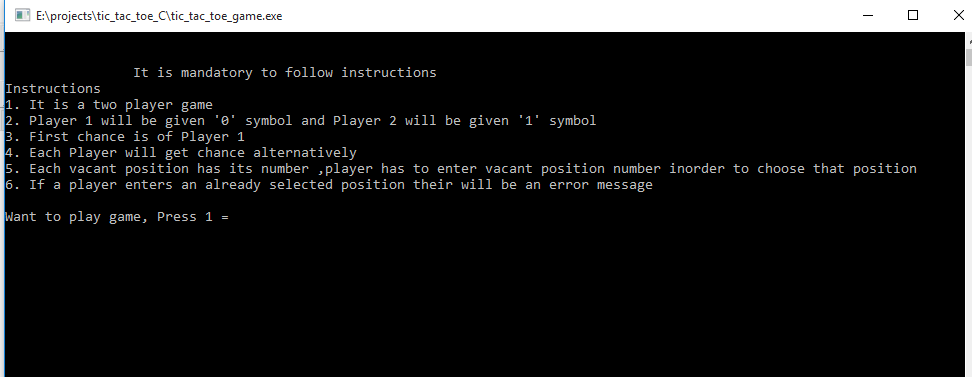 E:\projects\tic_tac_toe_C\tic_tac_toe_game.exe
It is mandatory to follow instructions
Instructions
1. It is a two player game
2. Player 1 will be given '0' symbol and Player 2 will be given '1' symbol
3. First chance is of Player 1
4. Each Player will get chance alternatively
5. Each vacant position has its number ,player has to enter vacant position number inorder to choose that position
6. If a player enters an already selected position their will be an error message
Want to play game, Press 1 =